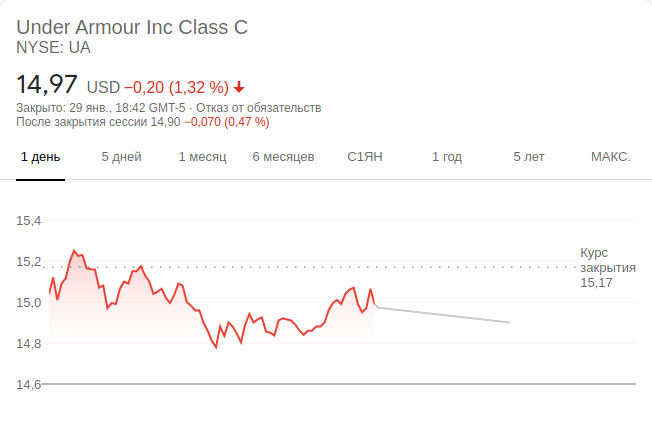 Under Armour Inc Class C
NYSE: UA
14,97 USD −0,20 (1,32 %)
Закрыто: 29 янв., 18:42 GMT-5 · Отказ от обязательств
После закрытия сессии 14,90 −0,070 (0,47 %)
1 день 5 дней 1 месяц 6 месяцев С1ЯН 1 год 5 лет МАКС.
15,4
15,2
15,0
14,8
14,6
Курс
закрытия
15,17